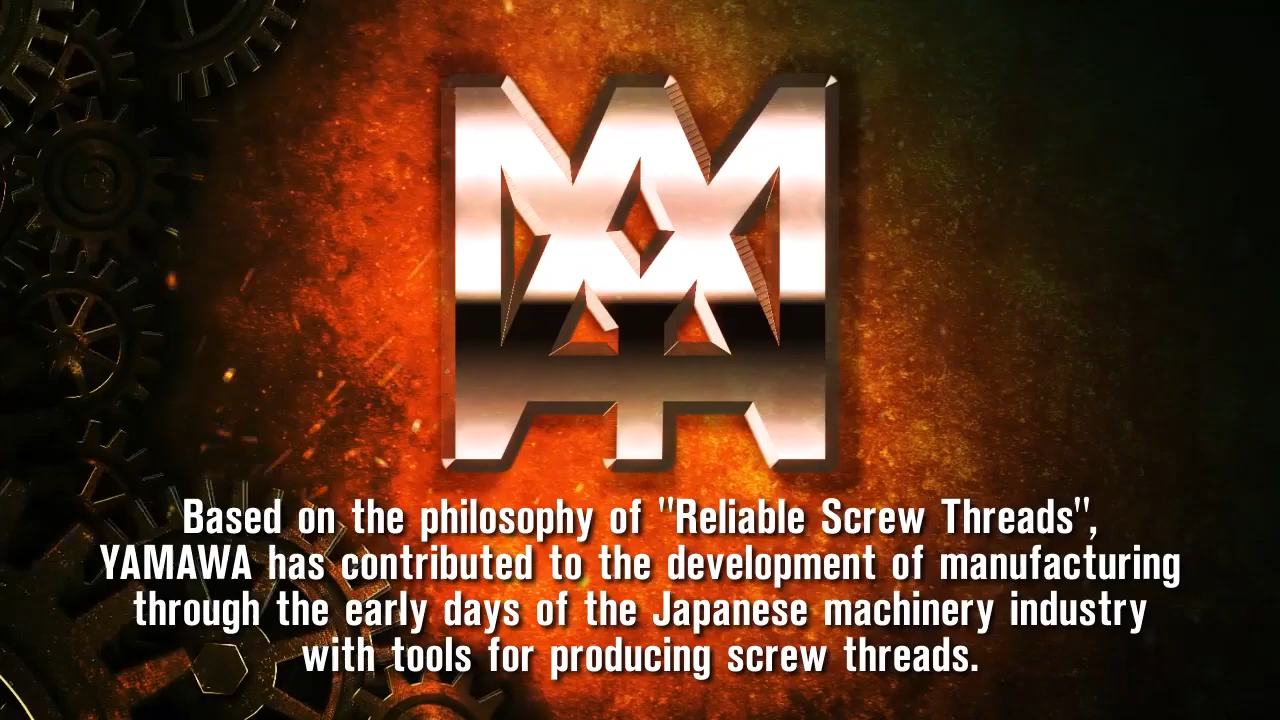 Based on the philosophy of "Reliable Screw Threads",
YAMAWA has contributed to the development of manufacturing
through the early days of the Japanese machinery industry
with tools for producing screw threads.